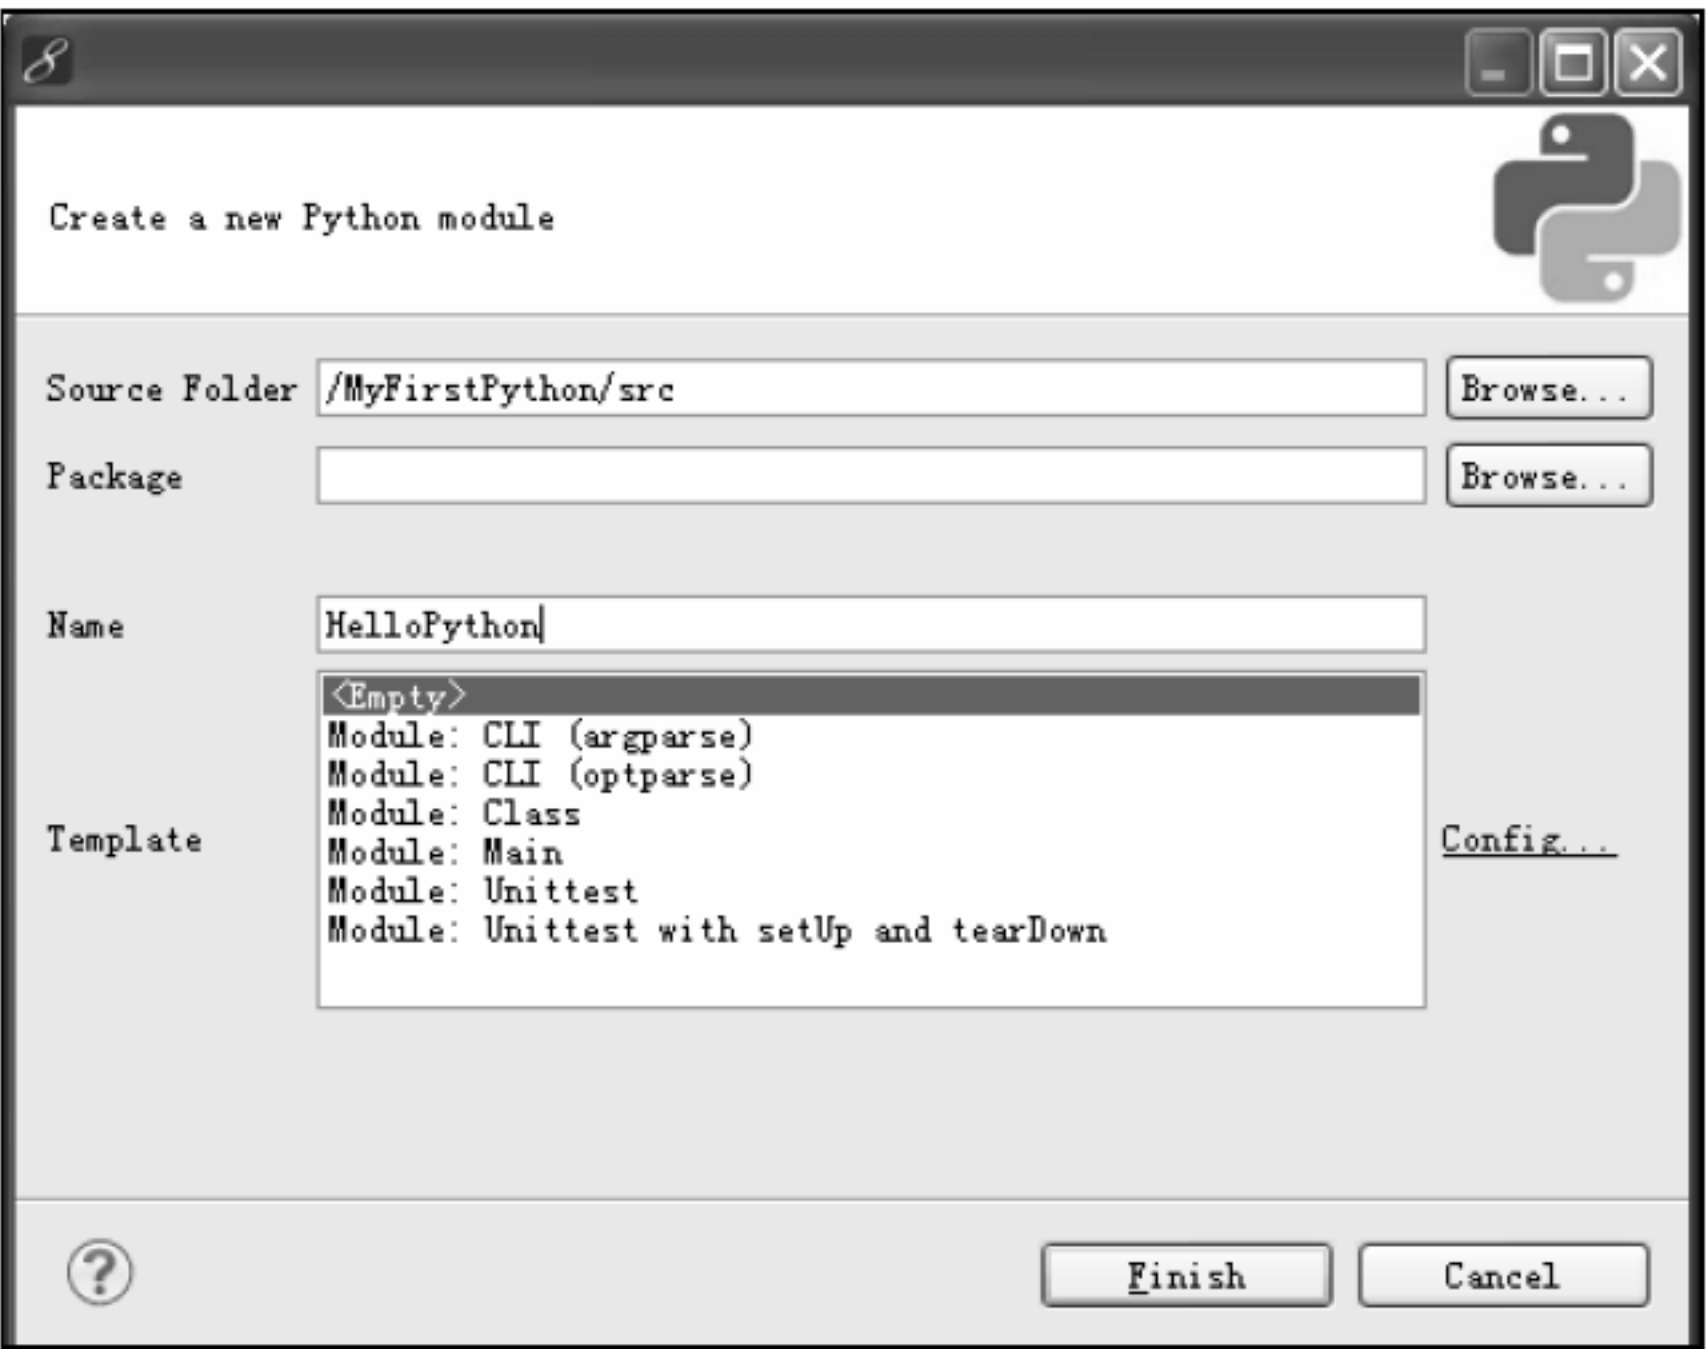 Create a new Python module
Source Folder /MyFirstPython/src Browse...
Package Browse...
Name HelloPython
<Empty>
Module: CLI (argparse)
Module: CLI (optparse)
Module: Class
Module: Main
Module: Unittest
Module: Unittest with setUp and tearDown
Template Config...
? Finish Cancel